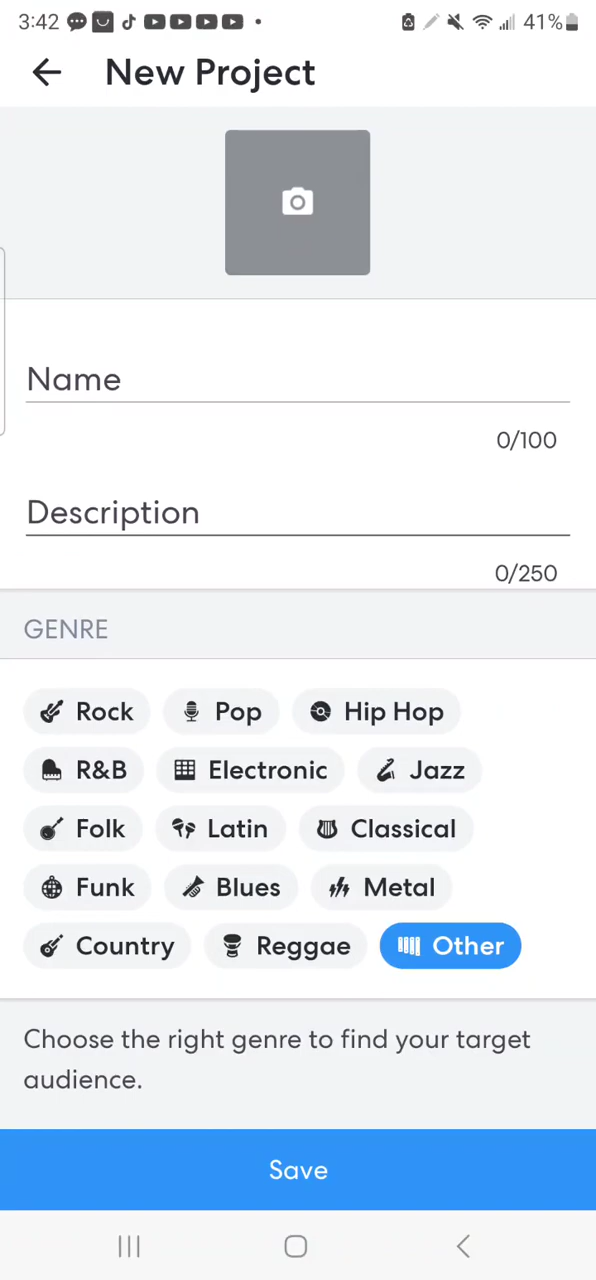 3:42 41%
New Project
Name
0/100
Description
0/250
GENRE
Rock Pop Hip Hop
R&B Electronic Jazz
Folk Latin Classical
Funk Blues Metal
Country Reggae Other
Choose the right genre to find your target
audience.
Save